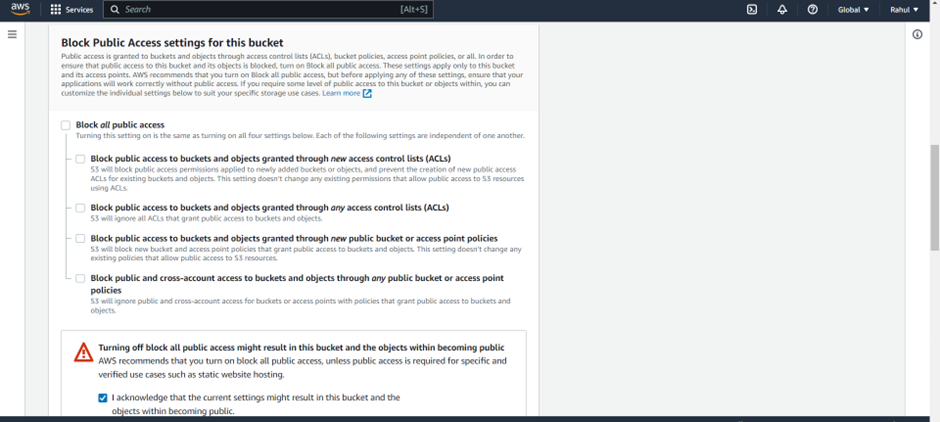 aws
Services
Search
[Alt+S]
Global
Rahul
Block Public Access settings for this bucket
Public access is granted to buckets and objects through access control lists (ACLs), bucket policies, access point policies, or all. In order to
ensure that public access to this bucket and its objects is blocked, turn on Block all public access. These settings apply only to this bucket
and its access points. AWS recommends that you turn on Block all public access, but before applying any of these settings, ensure that your
applications will work correctly without public access. If you require some level of public access to this bucket or objects within, you can
customize the individual settings below to suit your specific storage use cases. Learn more
Block all public access
Turning this setting on is the same as turning on all four settings below. Each of the following settings are independent of one another.
Block public access to buckets and objects granted through new access control lists (ACLs)
S3 will block public access permissions applied to newly added buckets or objects, and prevent the creation of new public access
ACLs for existing buckets and objects. This setting doesn't change any existing permissions that allow public access to S3 resources
using ACLs.
Block public access to buckets and objects granted through any access control lists (ACLs)
S3 will ignore all ACLs that grant public access to buckets and objects.
Block public access to buckets and objects granted through new public bucket or access point policies
S3 will block new bucket and access point policies that grant public access to buckets and objects. This setting doesn't change any
existing policies that allow public access to S3 resources.
Block public and cross-account access to buckets and objects through any public bucket or access point
policies
S3 will ignore public and cross-account access for buckets or access points with policies that grant public access to buckets and
objects.
Turning off block all public access might result in this bucket and the objects within becoming public
AWS recommends that you turn on block all public access, unless public access is required for specific and
verified use cases such as static website hosting.
I acknowledge that the current settings might result in this bucket and the
objects within becoming public.